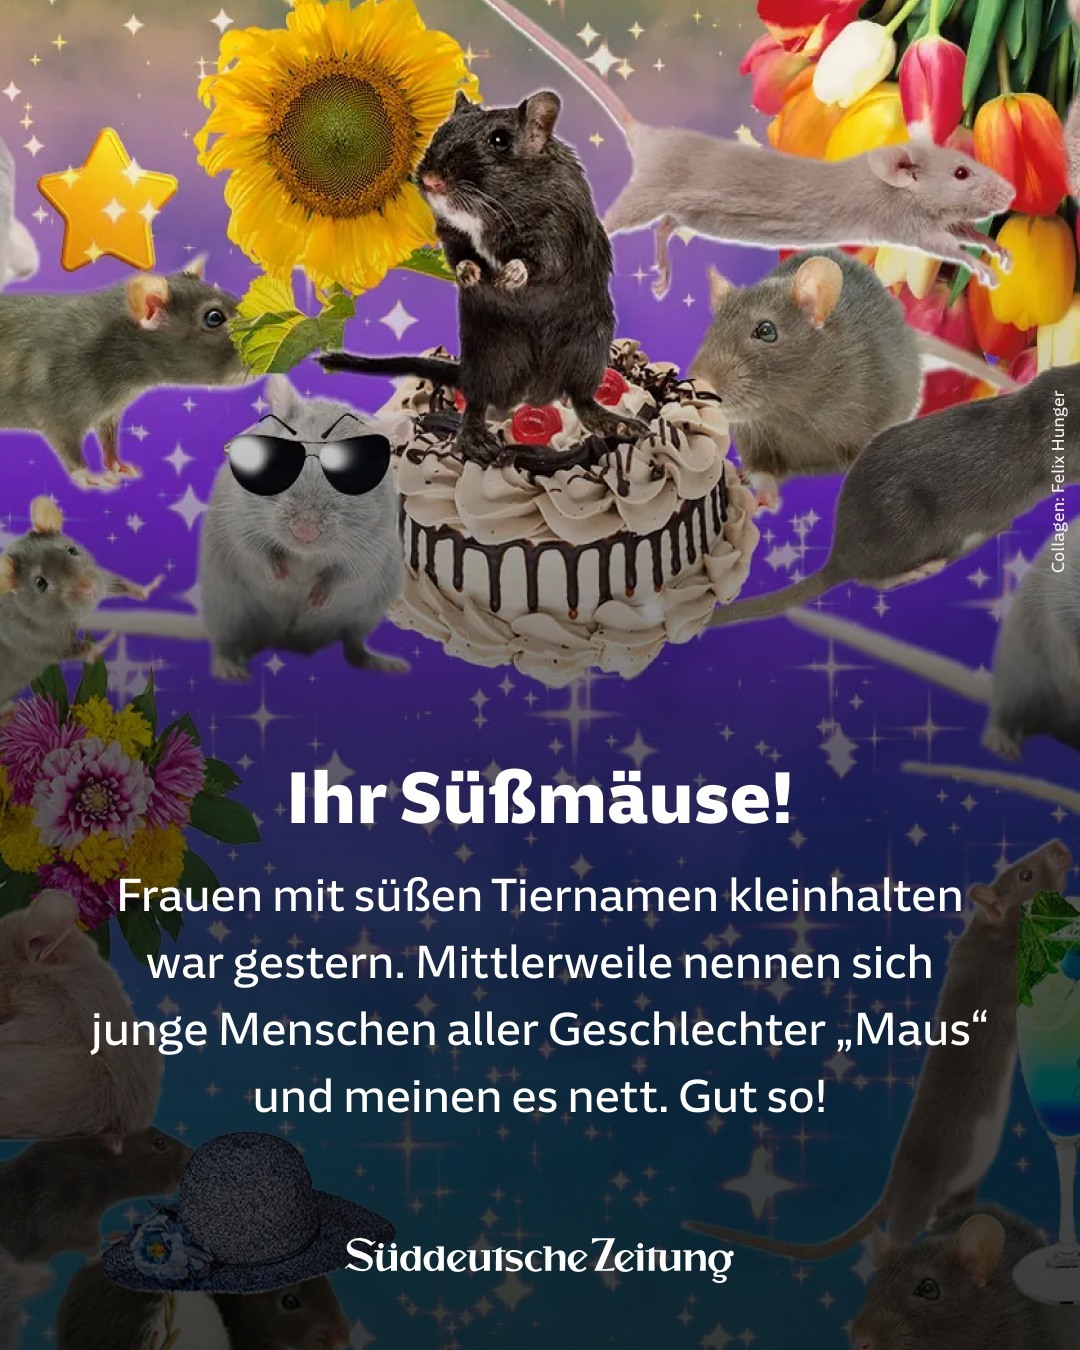 Collagen: Felix Hunger
Ihr Süßmäuse!
Frauen mit süßen Tiernamen kleinhalten
war gestern. Mittlerweile nennen sich
junge Menschen aller Geschlechter „Maus“
und meinen es nett. Gut so!
Süddeutsche Zeitung